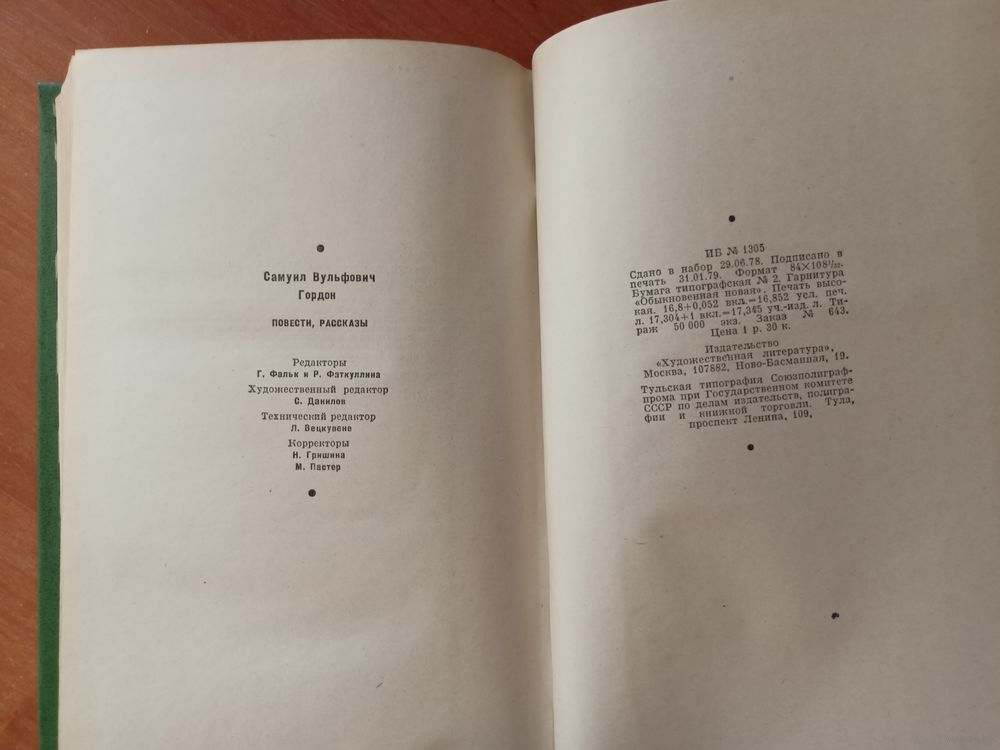 Самуил Вульфович
Гордон
ПОВЕСТИ, РАССКАЗЫ
Редакторы
Г. Фальк и Р. Фаткуллина
Художественный редактор
С. Данилов
Технический редактор
Л. Вецкувене
Корректоры
Н. Гришина
М. Пастер
ИБ № 1305
Сдано в набор 29.06.78. Подписано в
печать 31.01.79. Формат 84×108¹/₃₂.
Бумага типографская № 2. Гарнитура
«Обыкновенная новая». Печать высо-
кая. 16,8+0,052 вкл.=16,852 усл. печ.
л. 17,304+1 вкл.=17,345 уч.-изд. л. Ти-
раж 50 000 экз. Заказ № 643.
Цена 1 р. 30 к.
Издательство
«Художественная литература»,
Москва, 107882, Ново-Басманная, 19.
Тульская типография Союзполиграф-
прома при Государственном комитете
СССР по делам издательств, полигра-
фии и книжной торговли. Тула,
проспект Ленина, 109.